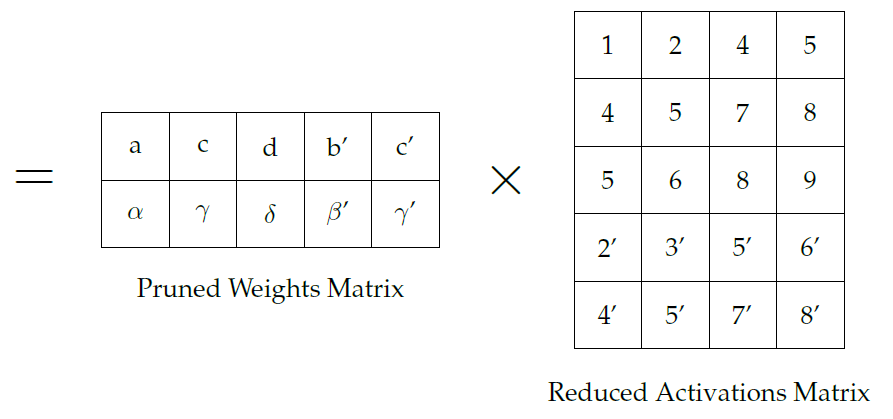 =
a c d b′ c′
α γ δ β′ γ′
Pruned Weights Matrix
×
1 2 4 5
4 5 7 8
5 6 8 9
2′ 3′ 5′ 6′
4′ 5′ 7′ 8′
Reduced Activations Matrix